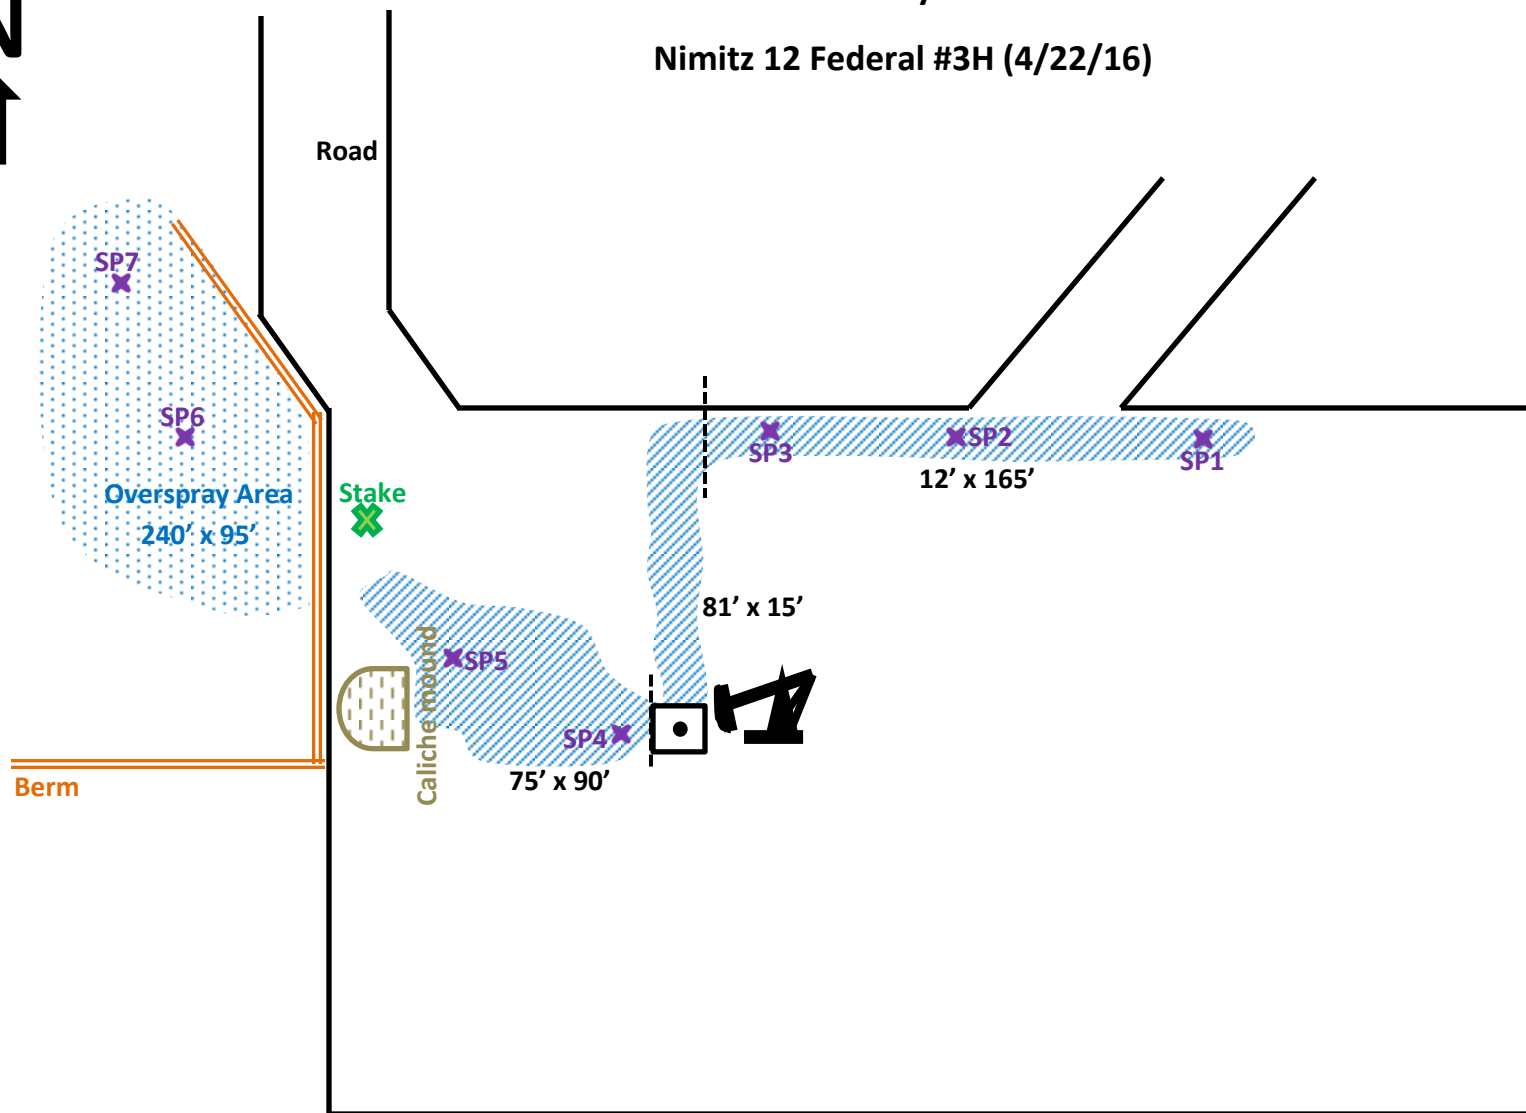 N
Nimitz 12 Federal #3H (4/22/16)
Road
SP7
SP6
SP3
SP2
SP1
12' x 165'
Overspray Area
240' x 95'
Stake
81' x 15'
SP5
Caliche mound
SP4
75' x 90'
Berm